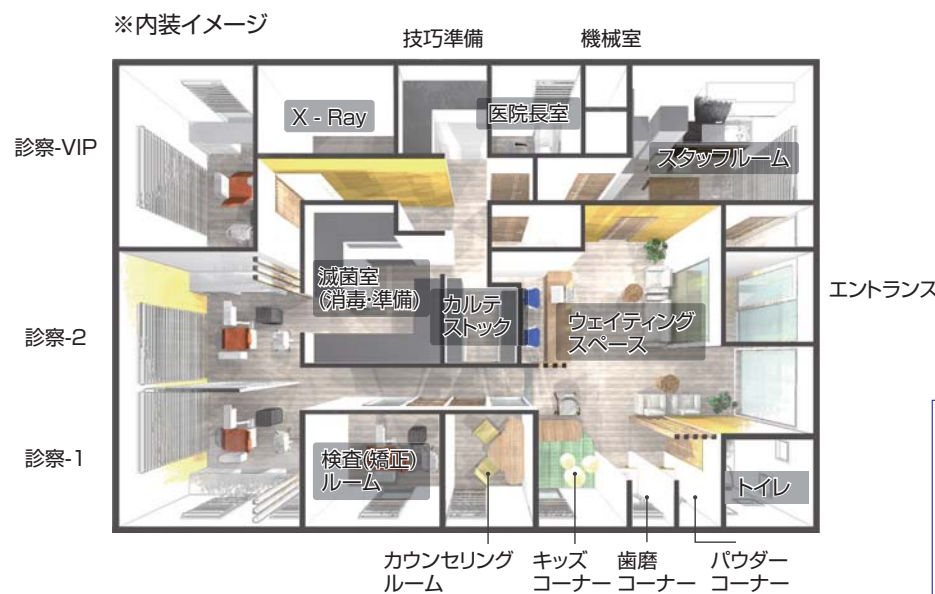 ※内装イメージ
技巧準備
機械室
X - Ray
医院長室
診察-VIP
スタッフルーム
滅菌室
(消毒・準備)
カルテ
ストック
ウェイティング
スペース
エントランス
診察-2
診察-1
検査(矯正)
ルーム
トイレ
カウンセリング
ルーム
キッズ
コーナー
歯磨
コーナー
パウダー
コーナー